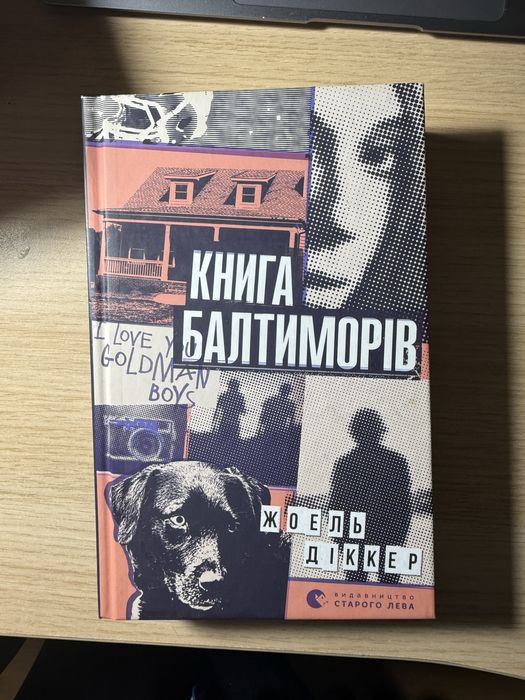 КНИГА
БАЛТИМОРІВ
I LOVE YOU
GOLDMAN
BOYS
ЖОЕЛЬ
ДІККЕР
ВИДАВНИЦТВО
СТАРОГО ЛЕВА